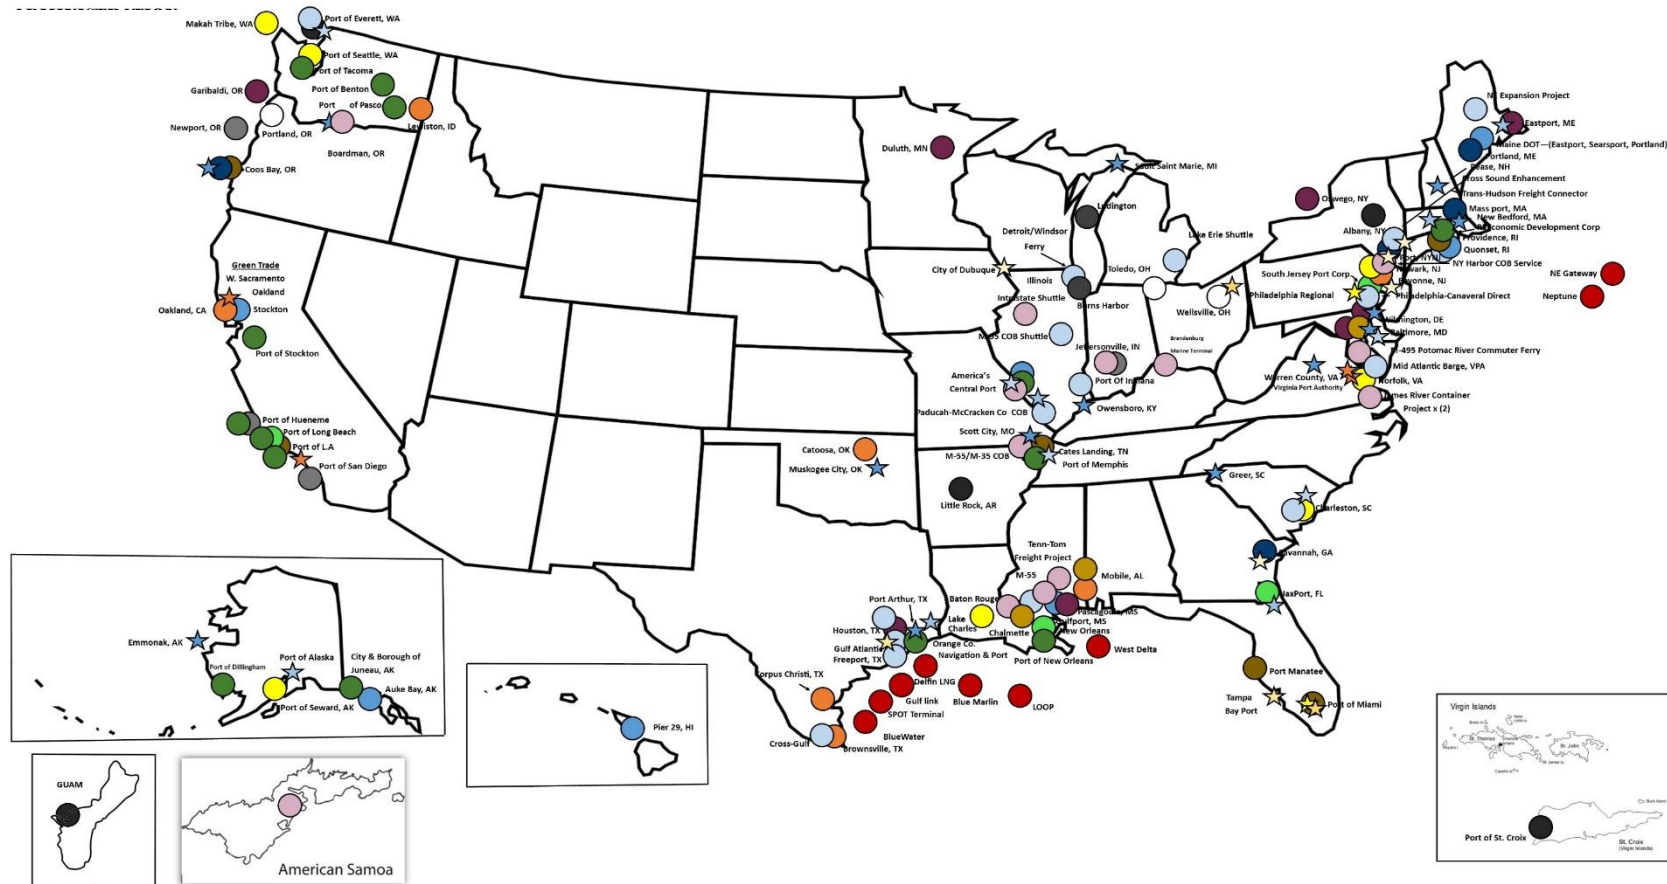 Makah Tribe, WA
Port of Everett, WA
Port of Seattle, WA
Port of Tacoma
Port of Benton
Garibaldi, OR
Port of Pasco
Lewiston, ID
Newport, OR
Portland, OR
Boardman, OR
Coos Bay, OR
Green Trade
W. Sacramento
Oakland
Oakland, CA
Stockton
Port of Stockton
Port of Hueneme
Port of Long Beach
Port of L.A
Port of San Diego
Duluth, MN
Sault Saint Marie, MI
Ludington
Detroit/Windsor
Ferry
Lake Erie Shuttle
City of Dubuque
Illinois
Toledo, OH
Intrastate Shuttle
Burns Harbor
Wellsville, OH
M-35 COB Shuttle
Jeffersonville, IN
Brandenburg
Marine Terminal
America's
Central Port
Port Of Indiana
Paducah-McCracken Co COB
Owensboro, KY
Scott City, MO
Cates Landing, TN
M-55/M-35 COB
Port of Memphis
Catoosa, OK
Muskogee City, OK
Little Rock, AR
NE Expansion Project
Eastport, ME
Maine DOT—(Eastport, Searsport, Portland)
Portland, ME
Pease, NH
Cross Sound Enhancement
Trans-Hudson Freight Connector
Oswego, NY
Mass port, MA
New Bedford, MA
RI Economic Development Corp
Albany, NY
Providence, RI
Quonset, RI
Port, NYNJ
NY Harbor COB Service
Newark, NJ
South Jersey Port Corp
Bayonne, NJ
NE Gateway
Philadelphia Regional
Philadelphia-Canaveral Direct
Neptune
Wilmington, DE
Baltimore, MD
M-495 Potomac River Commuter Ferry
Mid Atlantic Barge, VPA
Warren County, VA
Norfolk, VA
Virginia Port Authority
James River Container
Project x (2)
Greer, SC
Charleston, SC
Savannah, GA
JaxPort, FL
Tenn-Tom
Freight Project
M-55
Mobile, AL
Baton Rouge
Port Arthur, TX
Pascagoula, MS
Gulfport, MS
Lake
Charles
Chalmette
New Orleans
Houston, TX
Orange Co.
Navigation & Port
Gulf Atlantic
Freeport, TX
Port of New Orleans
West Delta
Corpus Christi, TX
Delfin LNG
Gulf link
Blue Marlin
LOOP
SPOT Terminal
BlueWater
Cross-Gulf
Brownsville, TX
Port Manatee
Tampa
Bay Port
Port of Miami
Emmonak, AK
Port of Alaska
City & Borough of
Juneau, AK
Port of Dillingham
Auke Bay, AK
Port of Seward, AK
Pier 29, HI
GUAM
American Samoa
Virgin Islands
St. Thomas
St. John
Port of St. Croix
St. Croix
(Virgin Islands)